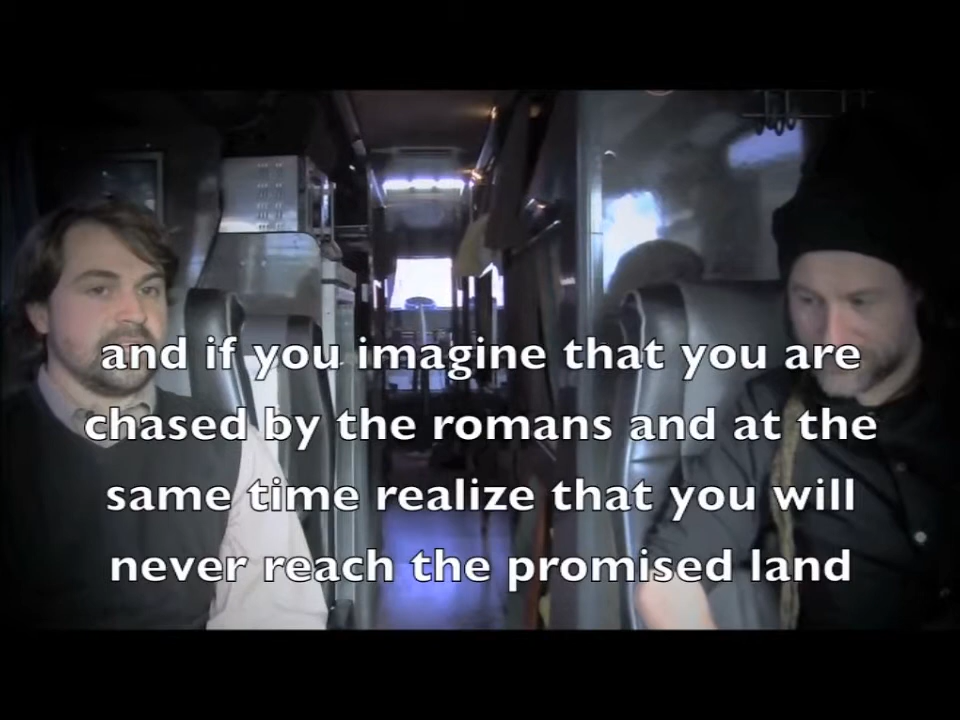 and if you imagine that you are
chased by the romans and at the
same time realize that you will
never reach the promised land